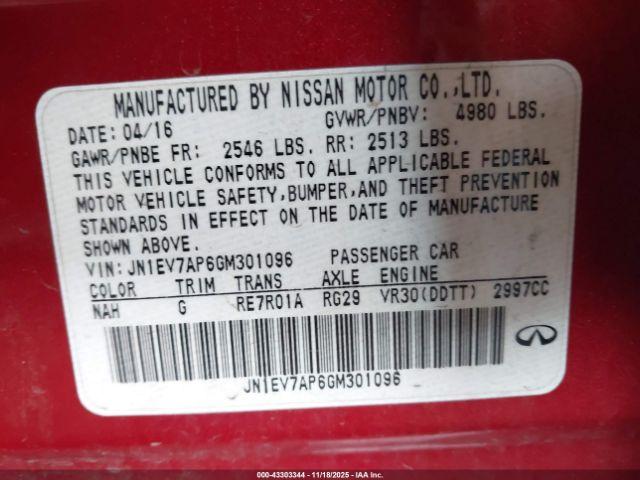 MANUFACTURED BY NISSAN MOTOR CO.,LTD.
DATE: 04/16 GVWR/PNBV: 4980 LBS.
GAWR/PNBE FR: 2546 LBS. RR: 2513 LBS.
THIS VEHICLE CONFORMS TO ALL APPLICABLE FEDERAL
MOTOR VEHICLE SAFETY,BUMPER,AND THEFT PREVENTION
STANDARDS IN EFFECT ON THE DATE OF MANUFACTURE
SHOWN ABOVE.
VIN: JN1EV7AP6GM301096 PASSENGER CAR
COLOR TRIM TRANS AXLE ENGINE
NAH G RE7R01A RG29 VR30(DDTT) 2997CC
JN1EV7AP6GM301096
000-43303344 | 11/18/2025 - IAA Corp.